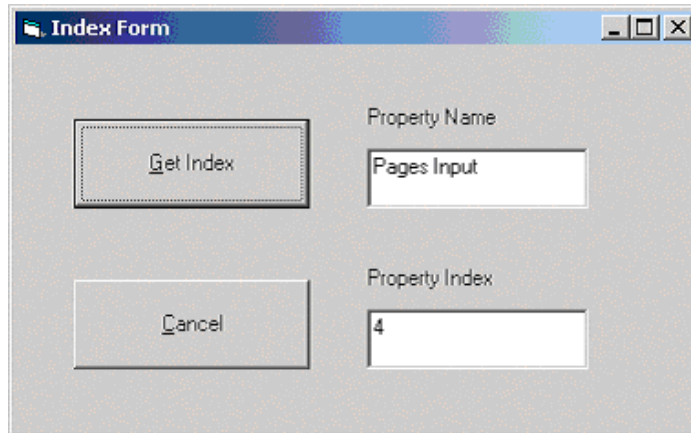 Index Form
Get Index
Property Name
Pages Input
Cancel
Property Index
4